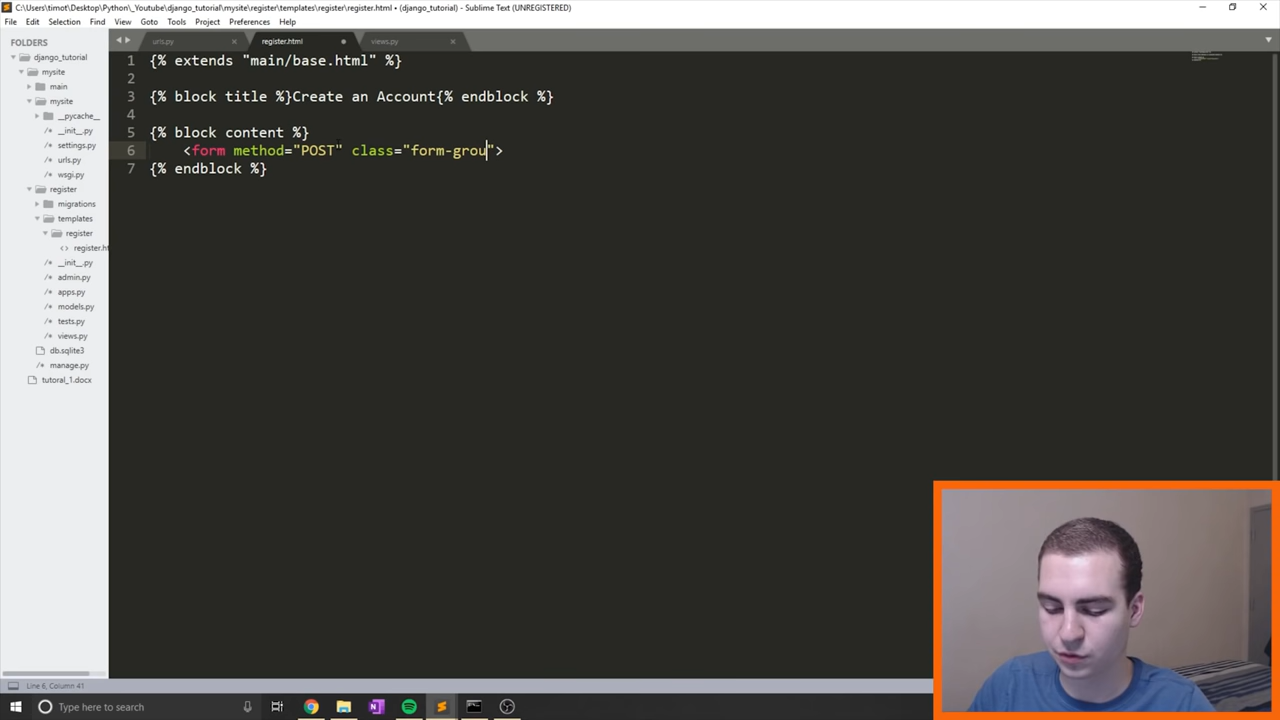 C:\Users\timot\Desktop\Python\_Youtube\django_tutorial\mysite\register\templates\register\register.html • (django_tutorial) - Sublime Text (UNREGISTERED)
File Edit Selection Find View Goto Tools Project Preferences Help
FOLDERS
django_tutorial
mysite
main
mysite
__pycache__
__init__.py
settings.py
urls.py
wsgi.py
register
migrations
templates
register
register.ht
__init__.py
admin.py
apps.py
models.py
tests.py
views.py
db.sqlite3
manage.py
tutoral_1.docx
urls.py register.html views.py
1 {% extends "main/base.html" %}
2
3 {% block title %}Create an Account{% endblock %}
4
5 {% block content %}
6 <form method="POST" class="form-grou">
7 {% endblock %}
Line 6, Column 41
Type here to search